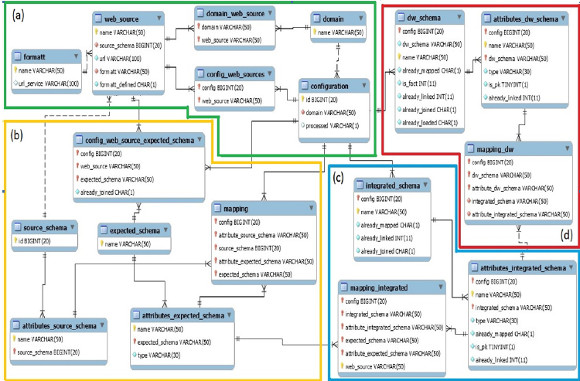 (a)
web_source
name VARCHAR(50)
source_schema BIGINT(20)
url VARCHAR(100)
formatt VARCHAR(50)
formatt_defined CHAR(1)
domain_web_source
domain VARCHAR(50)
web_source VARCHAR(50)
domain
name VARCHAR(50)
formatt
name VARCHAR(50)
url_service VARCHAR(100)
config_web_sources
config BIGINT(20)
web_source VARCHAR(50)
configuration
id BIGINT(20)
domain VARCHAR(50)
processed VARCHAR(1)
dw_schema
config BIGINT(20)
dw_schema VARCHAR(50)
name VARCHAR(50)
already_mapped CHAR(1)
is_fact INT(11)
already_linked INT(11)
already_joined CHAR(1)
already_loaded CHAR(1)
attributes_dw_schema
config BIGINT(20)
name VARCHAR(50)
dw_schema VARCHAR(50)
type VARCHAR(30)
is_pk TINYINT(1)
already_linked INT(11)
mapping_dw
config BIGINT(20)
dw_schema VARCHAR(50)
attribute_dw_schema VARCHAR(50)
integrated_schema VARCHAR(50)
attribute_integrated_schema VARCHAR(50)
(d)
(b)
config_web_source_expected_schema
config BIGINT(20)
web_source VARCHAR(50)
expected_schema VARCHAR(50)
already_joined CHAR(1)
source_schema
id BIGINT(20)
expected_schema
name VARCHAR(50)
mapping
config BIGINT(20)
attribute_source_schema VARCHAR(50)
source_schema BIGINT(20)
attribute_expected_schema VARCHAR(50)
expected_schema VARCHAR(50)
attributes_source_schema
name VARCHAR(50)
source_schema BIGINT(20)
attributes_expected_schema
name VARCHAR(50)
expected_schema VARCHAR(50)
type VARCHAR(30)
(c)
integrated_schema
config BIGINT(20)
name VARCHAR(50)
already_mapped CHAR(1)
already_linked INT(11)
already_joined CHAR(1)
mapping_integrated
config BIGINT(20)
integrated_schema VARCHAR(50)
attribute_integrated_schema VARCHAR(50)
expected_schema VARCHAR(50)
attribute_expected_schema VARCHAR(50)
web_source VARCHAR(50)
attributes_integrated_schema
config BIGINT(20)
name VARCHAR(50)
integrated_schema VARCHAR(50)
type VARCHAR(30)
already_mapped CHAR(1)
is_pk TINYINT(1)
already_linked INT(11)